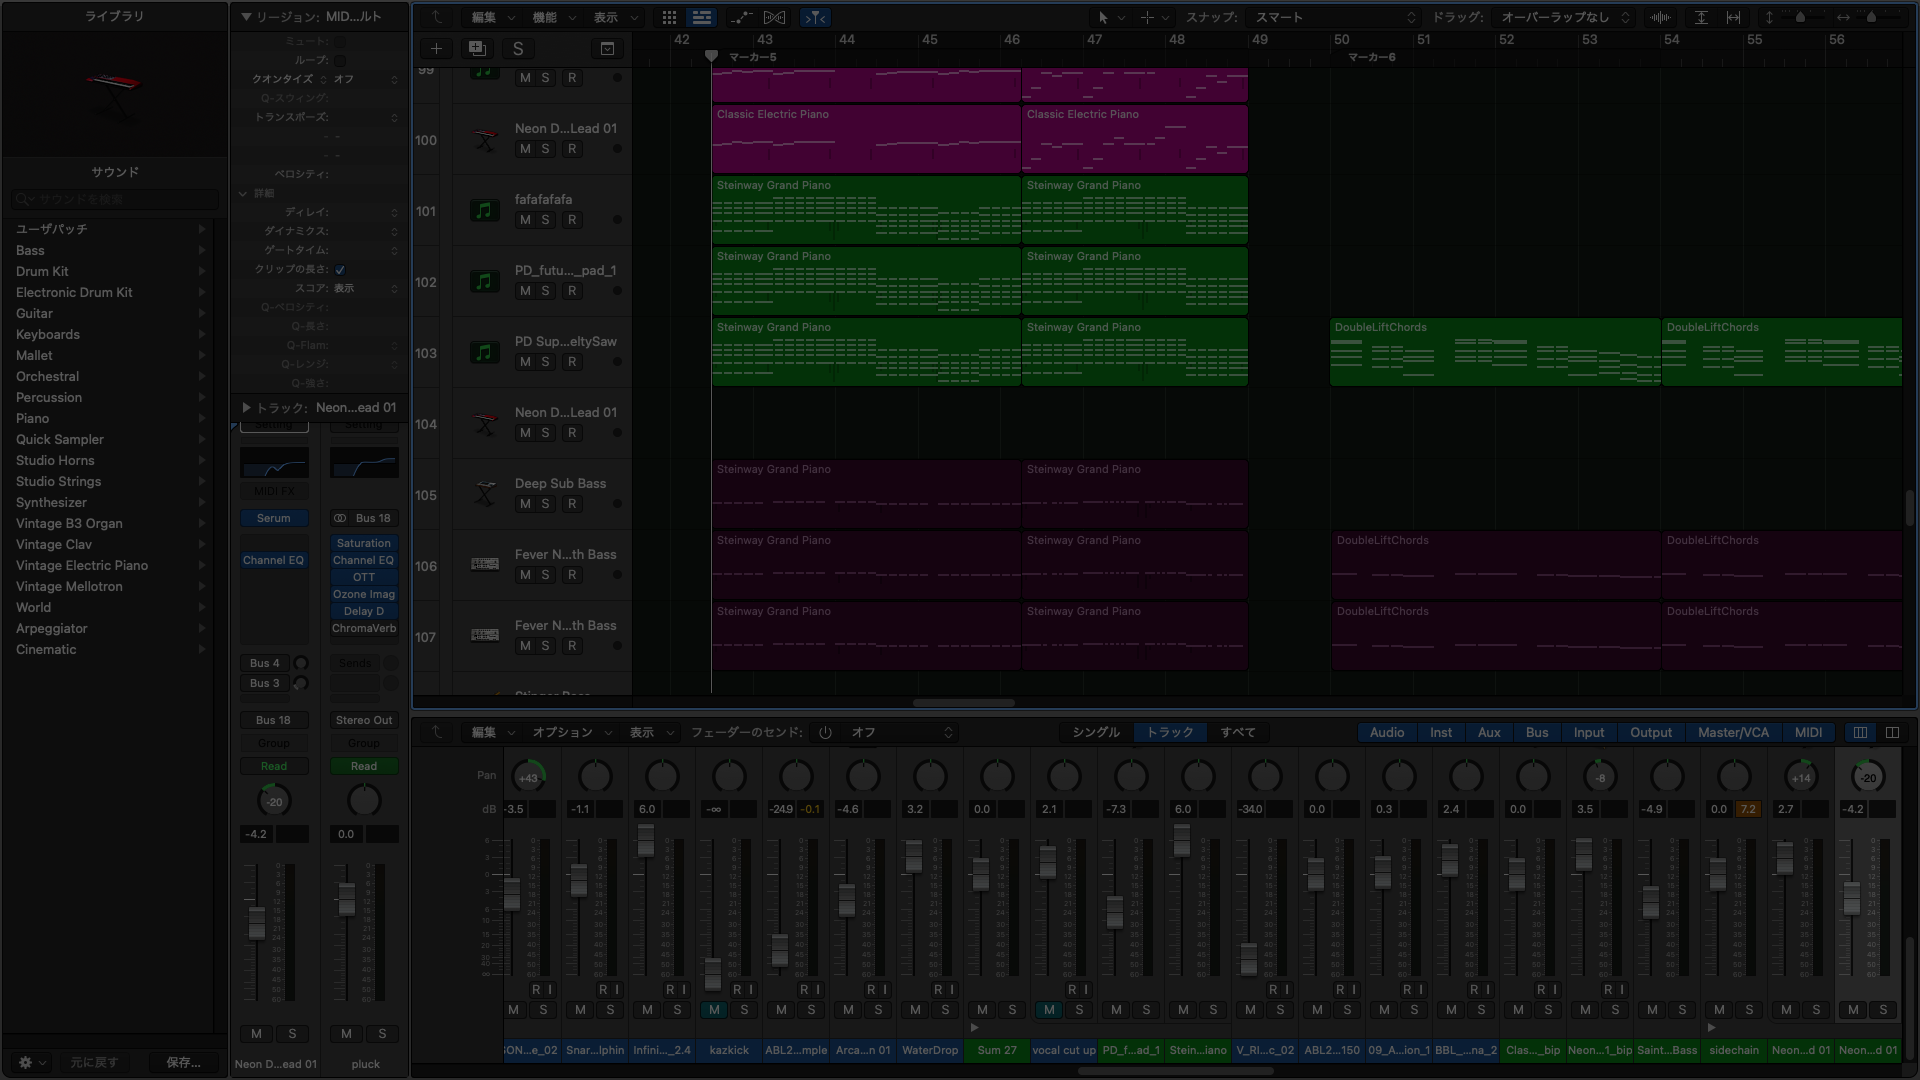 ライブラリ
サウンド
サウンドを検索
ユーザパッチ
Bass
Drum Kit
Electronic Drum Kit
Guitar
Keyboards
Mallet
Orchestral
Percussion
Piano
Quick Sampler
Studio Horns
Studio Strings
Synthesizer
Vintage B3 Organ
Vintage Clav
Vintage Electric Piano
Vintage Mellotron
World
Arpeggiator
Cinematic
元に戻す 保存...
リージョン: MID...ルト
ミュート:
ループ:
クオンタイズ オフ
Q-スウィング:
トランスポーズ:
ベロシティ:
詳細
ディレイ:
ダイナミクス:
ゲートタイム:
クリップの長さ:
スコア: 表示
Q-ベロシティ:
Q-長さ:
Q-Flam:
Q-レンジ:
Q-強さ:
トラック: Neon...ead 01
Setting Setting
MIDI FX
Serum Bus 18
Saturation
Channel EQ Channel EQ
OTT
Ozone Imag
Delay D
ChromaVerb
Bus 4 Sends
Bus 3
Bus 18 Stereo Out
Group Group
Read Read
-20
-4.2 0.0
M S M S
Neon D...ead 01 pluck
編集 機能 表示 スナップ: スマート ドラッグ: オーバーラップなし
S
42 43 44 45 46 47 48 49 50 51 52 53 54 55 56
マーカー5 マーカー6
99 M S R
100 Neon D...Lead 01 M S R Classic Electric Piano Classic Electric Piano
101 fafafafafa M S R Steinway Grand Piano Steinway Grand Piano
102 PD_futu..._pad_1 M S R Steinway Grand Piano Steinway Grand Piano
103 PD Sup...eltySaw M S R Steinway Grand Piano Steinway Grand Piano DoubleLiftChords DoubleLiftChords
104 Neon D...Lead 01 M S R
105 Deep Sub Bass M S R Steinway Grand Piano Steinway Grand Piano
106 Fever N...th Bass M S R Steinway Grand Piano Steinway Grand Piano DoubleLiftChords DoubleLiftChords
107 Fever N...th Bass M S R Steinway Grand Piano Steinway Grand Piano DoubleLiftChords DoubleLiftChords
編集 オプション 表示 フェーダーのセンド: オフ シングル トラック すべて Audio Inst Aux Bus Input Output Master/VCA MIDI
Pan +43 -8 +14 -20
dB -3.5 -1.1 6.0 -∞ -24.9 -0.1 -4.6 3.2 0.0 2.1 -7.3 6.0 -34.0 0.0 0.3 2.4 0.0 3.5 -4.9 0.0 7.2 2.7 -4.2
R I R I R I R I R I R I R I R I R I R I R I R I R I R I
M S M S M S M S M S M S M S M S M S M S M S M S M S M S M S M S M S M S M S M S M S
SON...e_02 Snar...lphin Infini..._2.4 kazkick ABL2...mple Arca...n 01 WaterDrop Sum 27 vocal cut up PD_f...ad_1 Stein...iano V_RI...c_02 ABL2...150 09_A...ion_1 BBL_...na_2 Clas..._bip Neon...1_bip Saint...Bass sidechain Neon...d 01 Neon...d 01